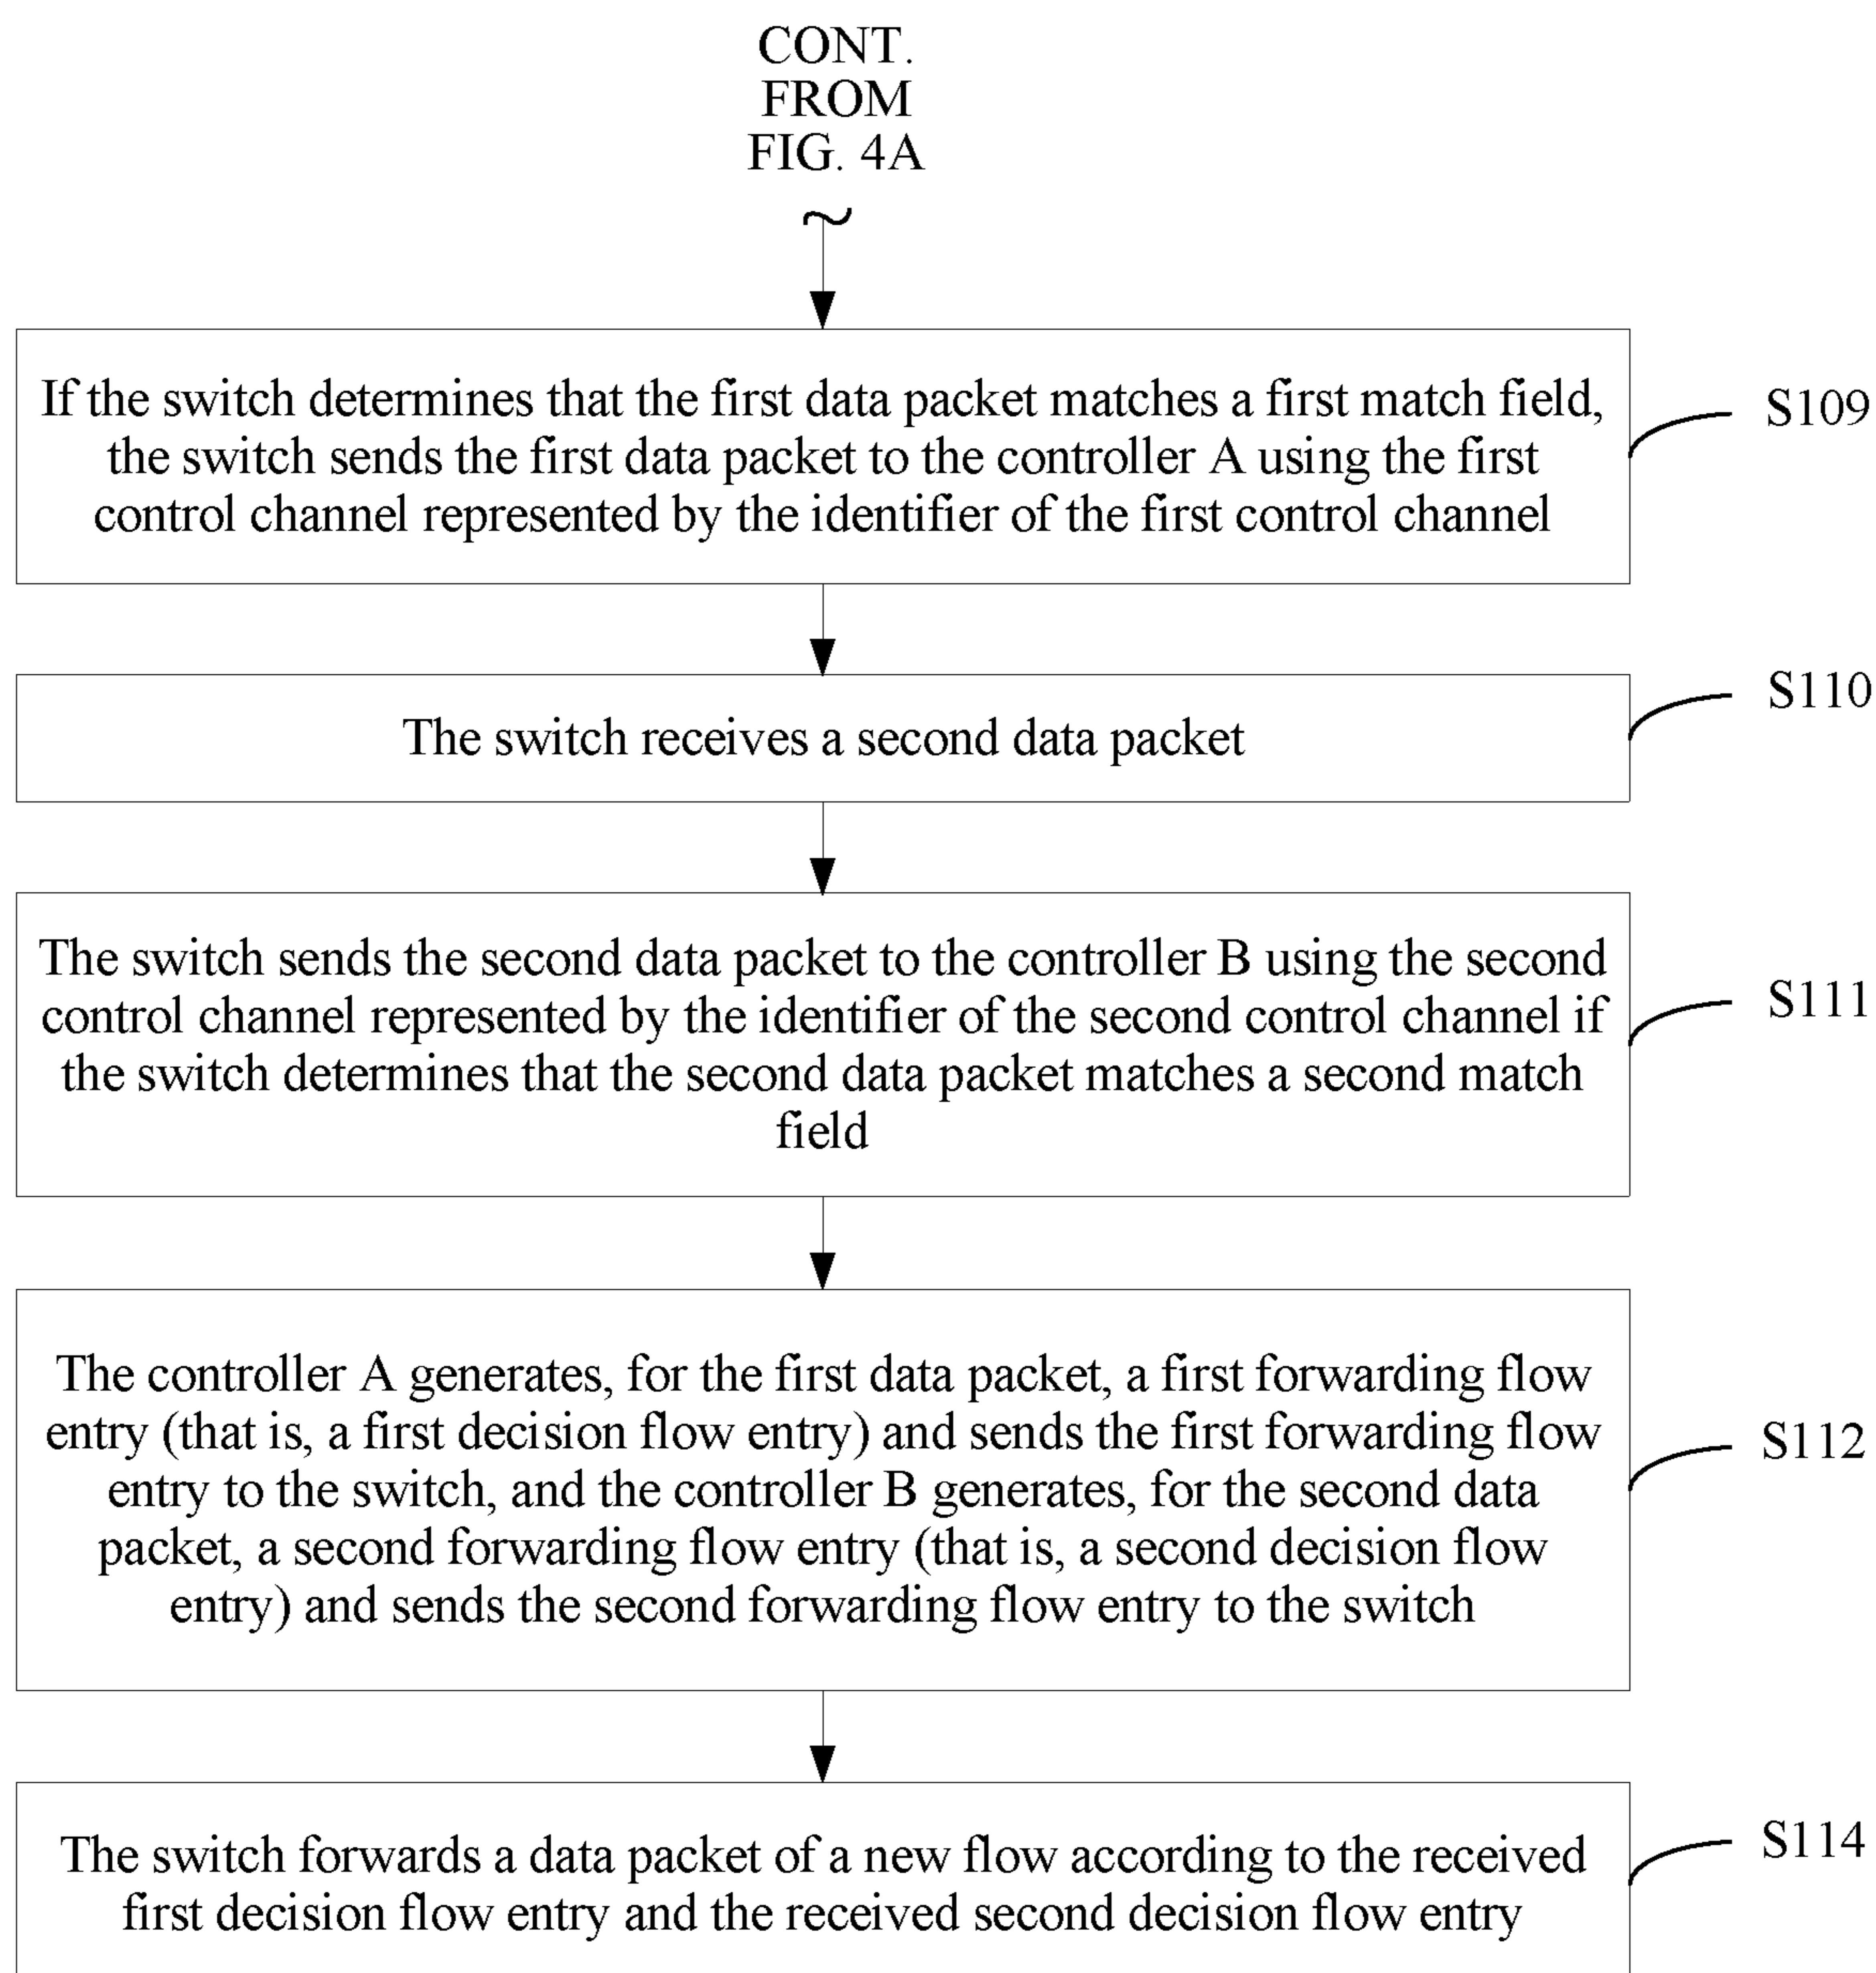 CONT.
FROM
FIG. 4A
~
If the switch determines that the first data packet matches a first match field,
the switch sends the first data packet to the controller A using the first
control channel represented by the identifier of the first control channel
S109
The switch receives a second data packet
S110
The switch sends the second data packet to the controller B using the second
control channel represented by the identifier of the second control channel if
the switch determines that the second data packet matches a second match
field
S111
The controller A generates, for the first data packet, a first forwarding flow
entry (that is, a first decision flow entry) and sends the first forwarding flow
entry to the switch, and the controller B generates, for the second data
packet, a second forwarding flow entry (that is, a second decision flow
entry) and sends the second forwarding flow entry to the switch
S112
The switch forwards a data packet of a new flow according to the received
first decision flow entry and the received second decision flow entry
S114